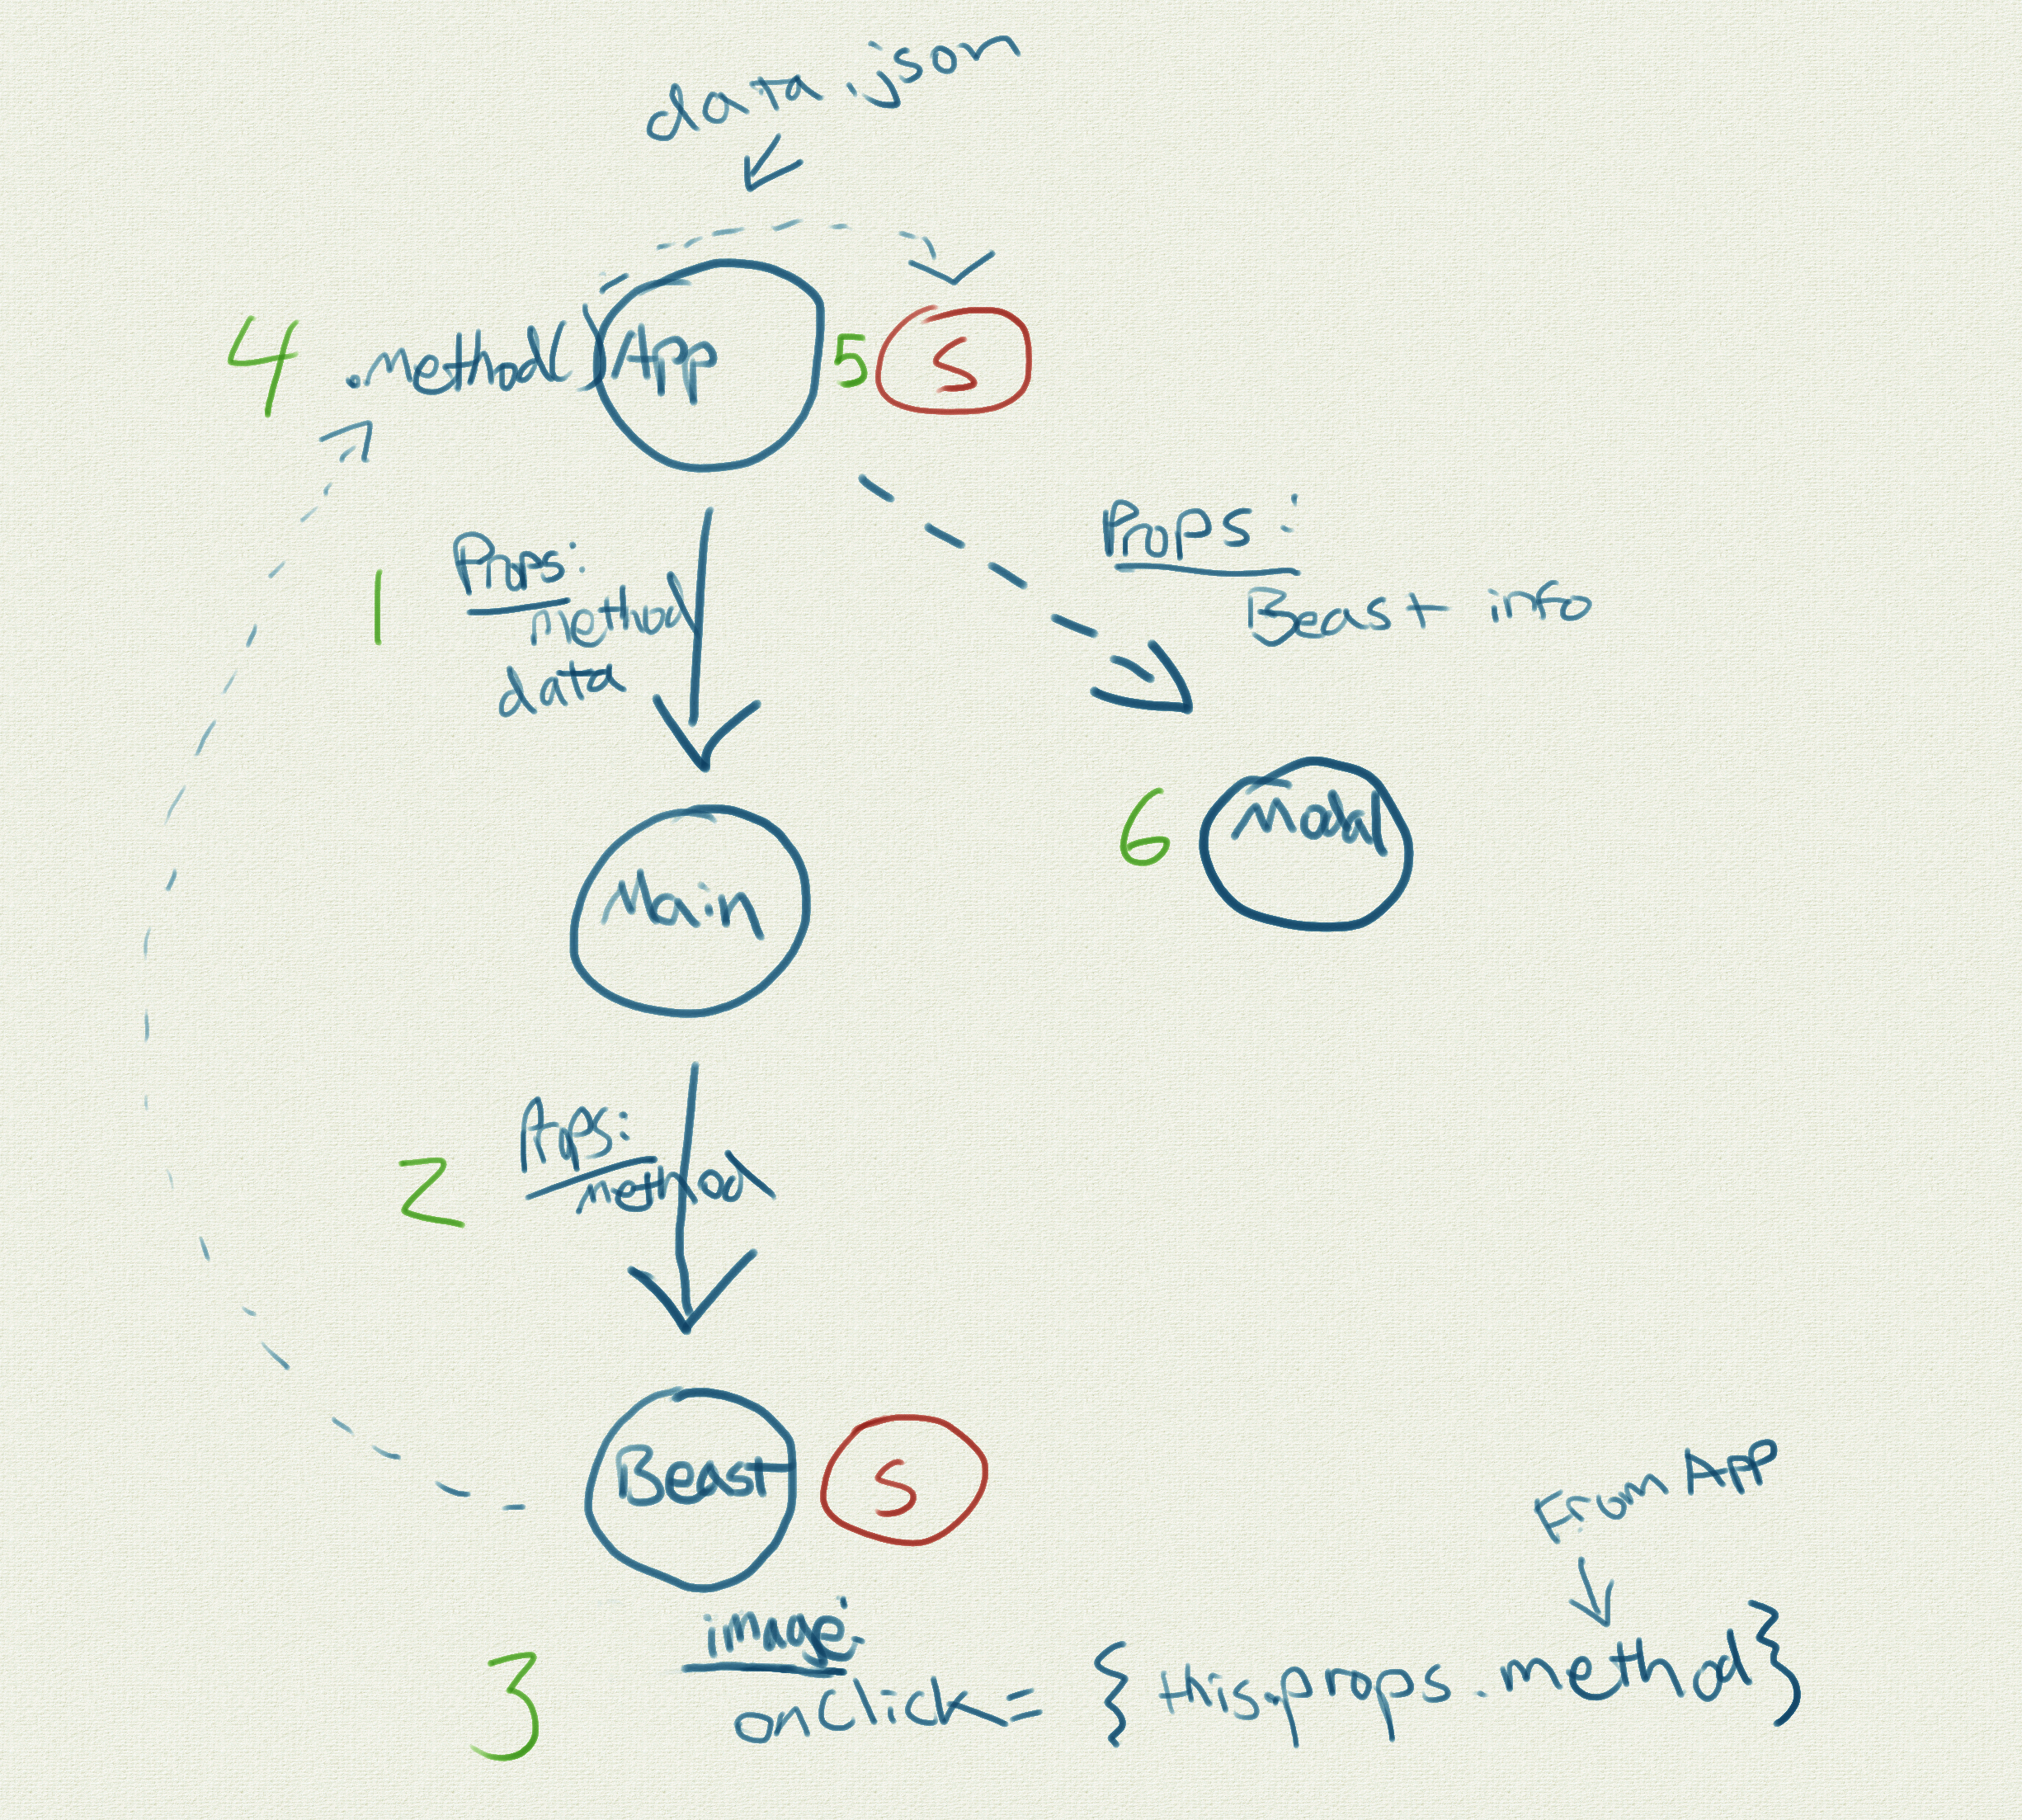 data.json
4 .method() App 5 S
Props:
Beast info
1 Props:
method
data
6 Modal
Main
2 Props:
method
Beast S
From App
3 image:
onClick= {this.props.method}